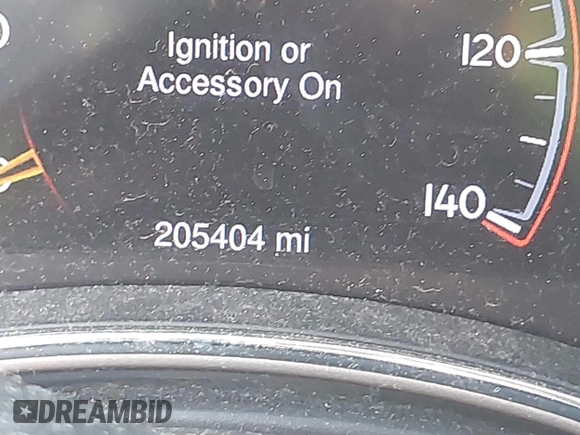 120
Ignition or
Accessory On
140
205404 mi
DREAMBID